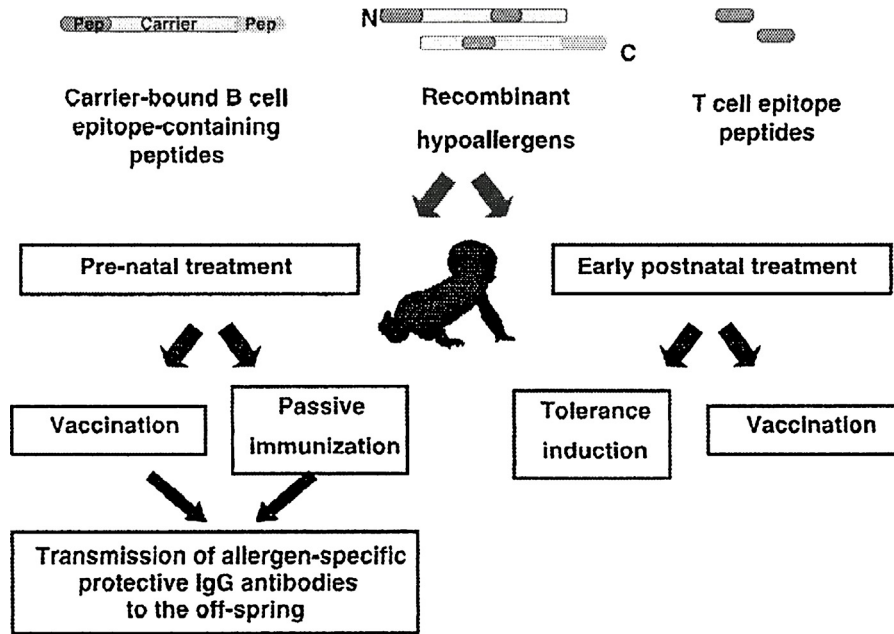 Pep Carrier Pep
N
C
Carrier-bound B cell
epitope-containing
peptides
Recombinant
hypoallergens
T cell epitope
peptides
Pre-natal treatment
Early postnatal treatment
Vaccination
Passive
immunization
Tolerance
induction
Vaccination
Transmission of allergen-specific
protective IgG antibodies
to the off-spring